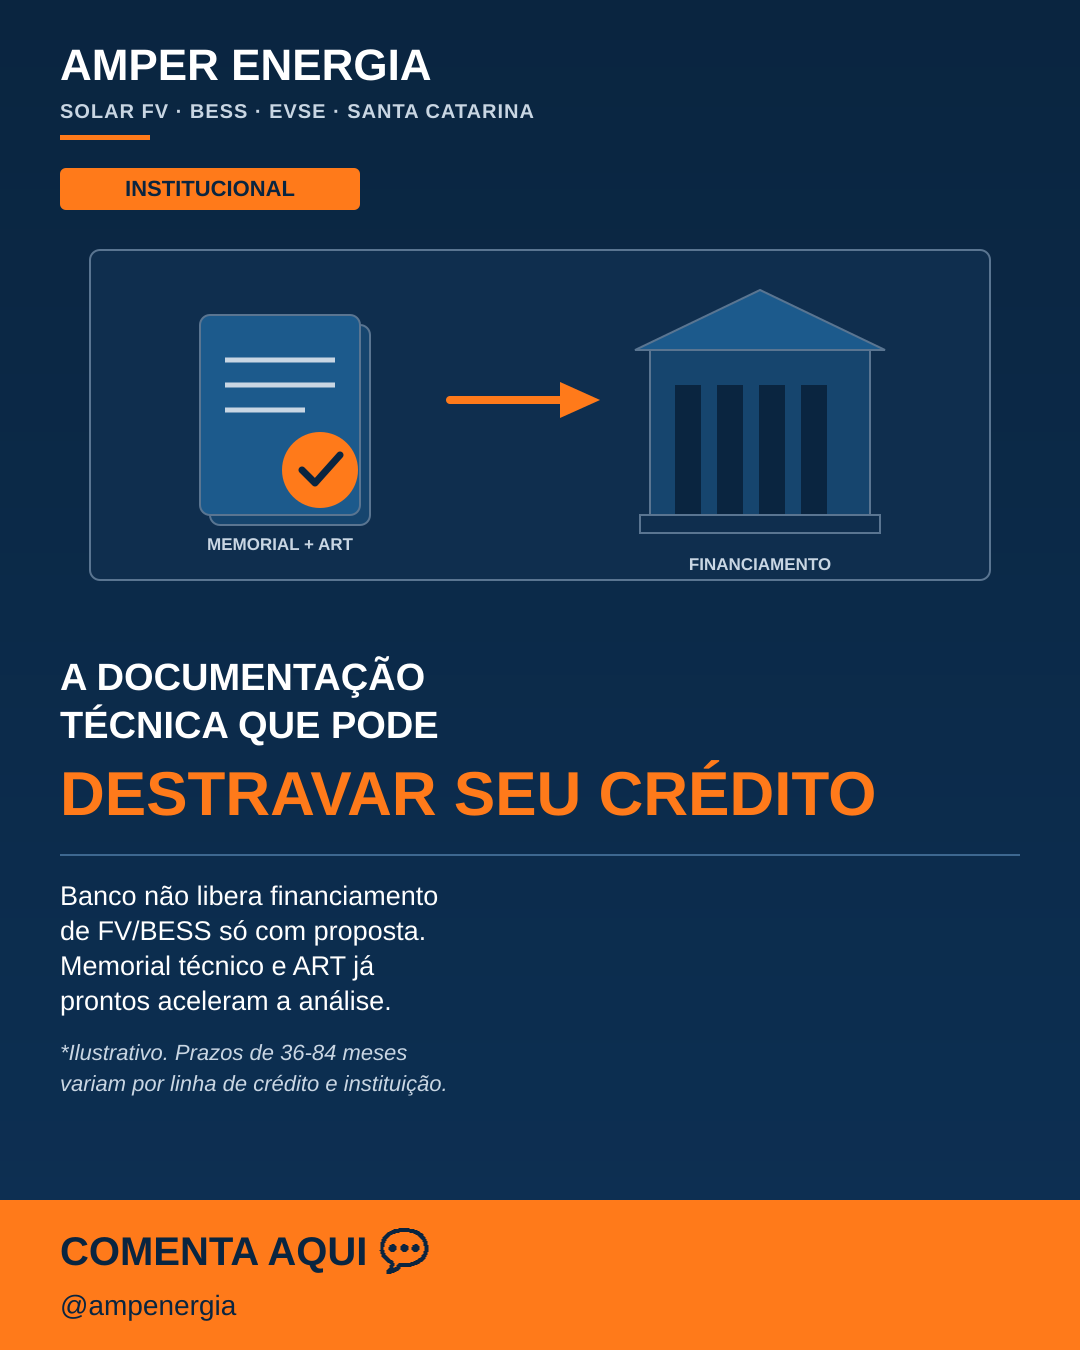 AMPER ENERGIA
SOLAR FV · BESS · EVSE · SANTA CATARINA
INSTITUCIONAL
MEMORIAL + ART
FINANCIAMENTO
A DOCUMENTAÇÃO
TÉCNICA QUE PODE
DESTRAVAR SEU CRÉDITO
Banco não libera financiamento
de FV/BESS só com proposta.
Memorial técnico e ART já
prontos aceleram a análise.
*Ilustrativo. Prazos de 36-84 meses
variam por linha de crédito e instituição.
COMENTA AQUI 💬
@ampenergia